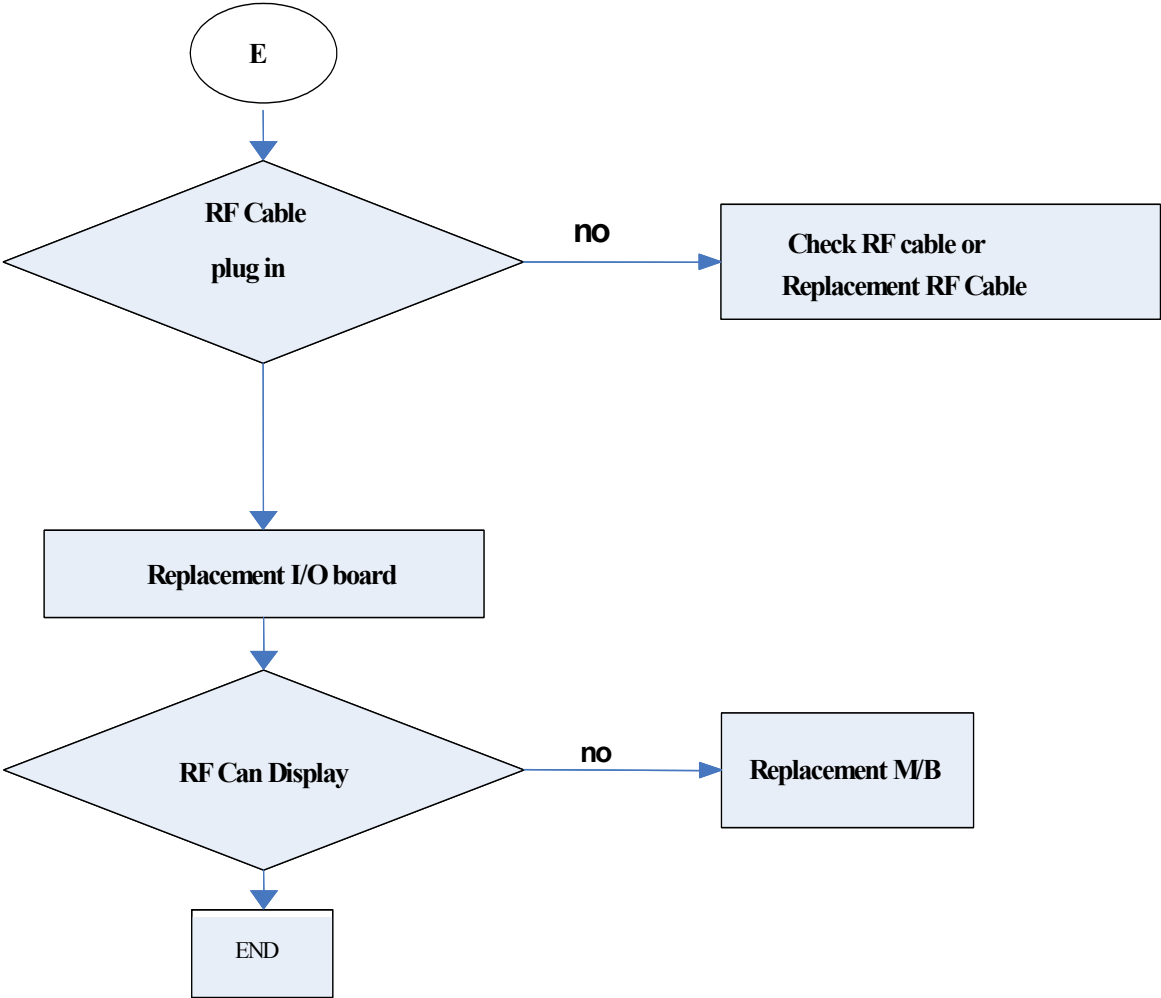 E
RF Cable
plug in
no
Check RF cable or
Replacement RF Cable
Replacement I/O board
RF Can Display
no
Replacement M/B
END